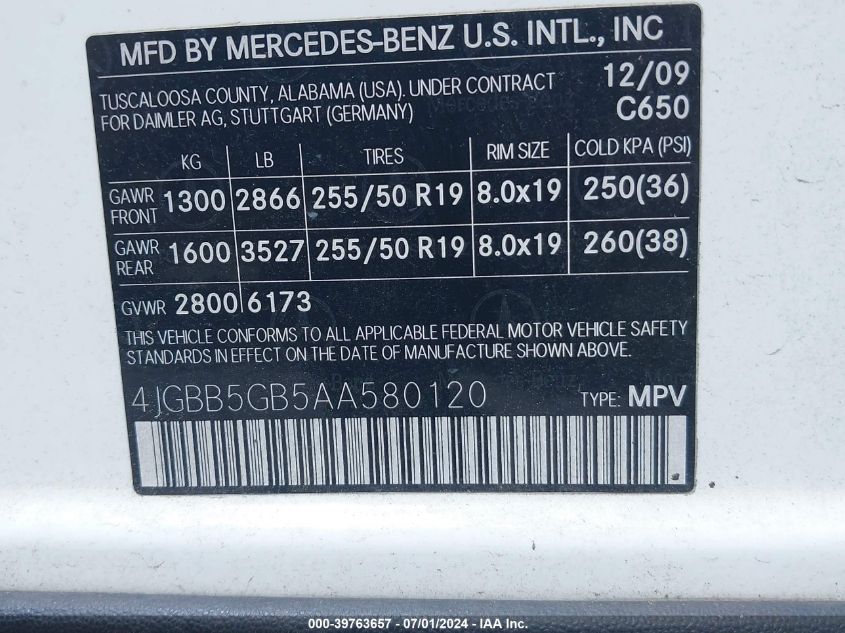 MFD BY MERCEDES-BENZ U.S. INTL., INC
TUSCALOOSA COUNTY, ALABAMA (USA). UNDER CONTRACT 12/09
FOR DAIMLER AG, STUTTGART (GERMANY) C650
KG LB TIRES RIM SIZE COLD KPA (PSI)
GAWR FRONT 1300 2866 255/50 R19 8.0x19 250(36)
GAWR REAR 1600 3527 255/50 R19 8.0x19 260(38)
GVWR 2800 6173
THIS VEHICLE CONFORMS TO ALL APPLICABLE FEDERAL MOTOR VEHICLE SAFETY
STANDARDS IN EFFECT ON THE DATE OF MANUFACTURE SHOWN ABOVE.
4JGBB5GB5AA580120 TYPE: MPV
000-39763657 - 07/01/2024 - IAA Inc.